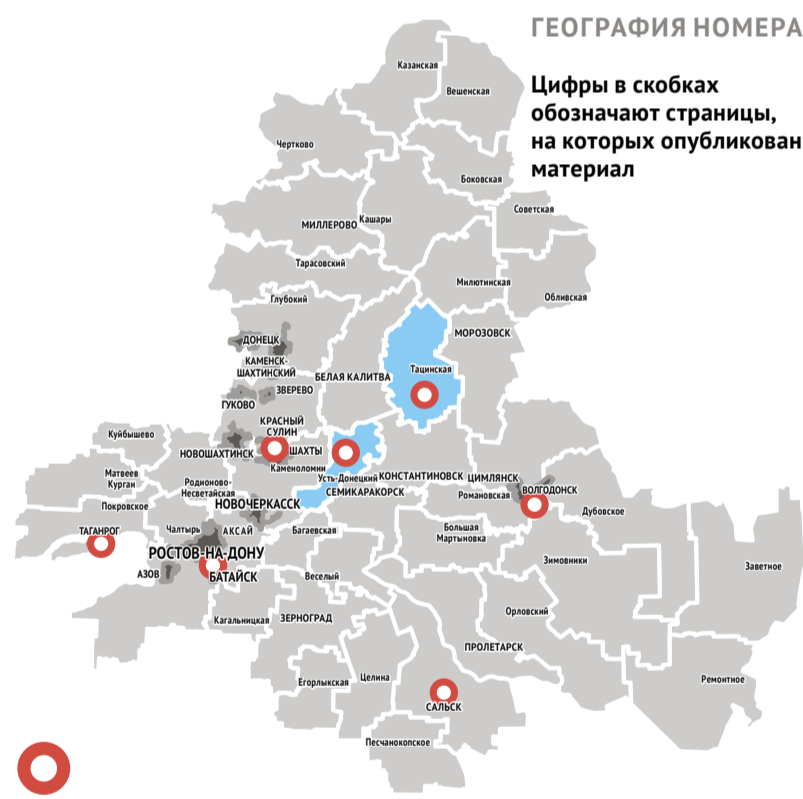 ГЕОГРАФИЯ НОМЕРА
Цифры в скобках
обозначают страницы,
на которых опубликован
материал
Казанская
Вешенская
Чертково
Боковская
Советская
Кашары
МИЛЛЕРОВО
Тарасовский
Милютинская
Обливская
Глубокий
МОРОЗОВСК
ДОНЕЦК
КАМЕНСК-
ШАХТИНСКИЙ
Тацинская
БЕЛАЯ КАЛИТВА
ЗВЕРЕВО
ГУКОВО
КРАСНЫЙ
СУЛИН
Куйбышево
НОВОШАХТИНСК
ШАХТЫ
Каменоломни
Матвеев
Курган
Родионово-
Несветайская
Усть-Донецкий
КОНСТАНТИНОВСК
ЦИМЛЯНСК
СЕМИКАРАКОРСК
Романовская
ВОЛГОДОНСК
Покровское
НОВОЧЕРКАССК
Дубовское
ТАГАНРОГ
Чалтырь
АКСАЙ
Багаевская
Большая
Мартыновка
РОСТОВ-НА-ДОНУ
Зимовники
Заветное
АЗОВ
БАТАЙСК
Веселый
Кагальницкая
ЗЕРНОГРАД
Орловский
ПРОЛЕТАРСК
Егорлыкская
Целина
Ремонтное
САЛЬСК
Песчанокопское